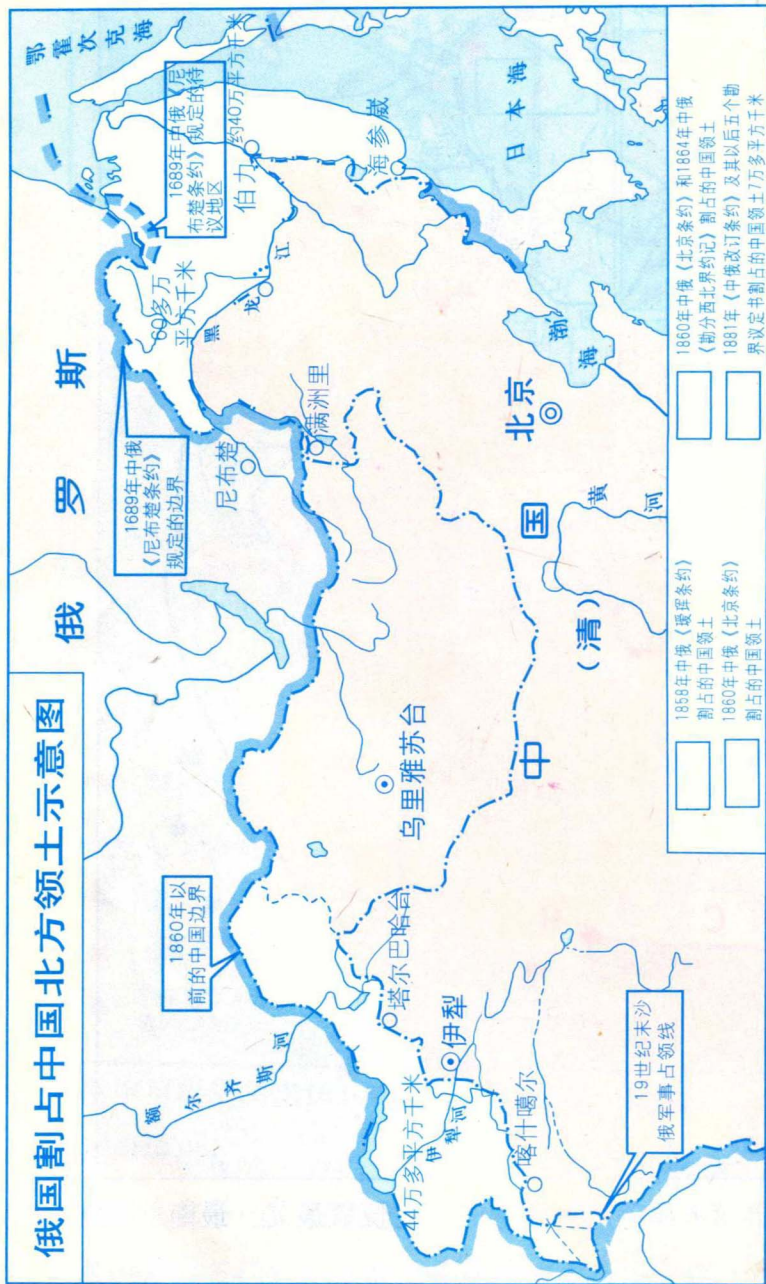 俄国割占中国北方领土示意图
俄罗斯
鄂霍次克海
1689年中俄《尼
布楚条约》规定的待
议地区
1689年中俄
《尼布楚条约》
规定的边界
60多万
平方千米
约40万平方千米
伯力
海参崴
日本海
黑龙江
尼布楚
满洲里
渤海
北京
黄河
中国
(清)
乌里雅苏台
1860年以
前的中国边界
额尔齐斯河
塔尔巴哈台
伊犁
伊犁河
44万多平方千米
喀什噶尔
19世纪末沙
俄军事占领线
1858年中俄《瑷珲条约》
割占的中国领土
1860年中俄《北京条约》
割占的中国领土
1860年中俄《北京条约》和1864年中俄
《勘分西北界约记》割占的中国领土
1881年《中俄改订条约》及其以后五个勘
界议定书割占的中国领土7万多平方千米